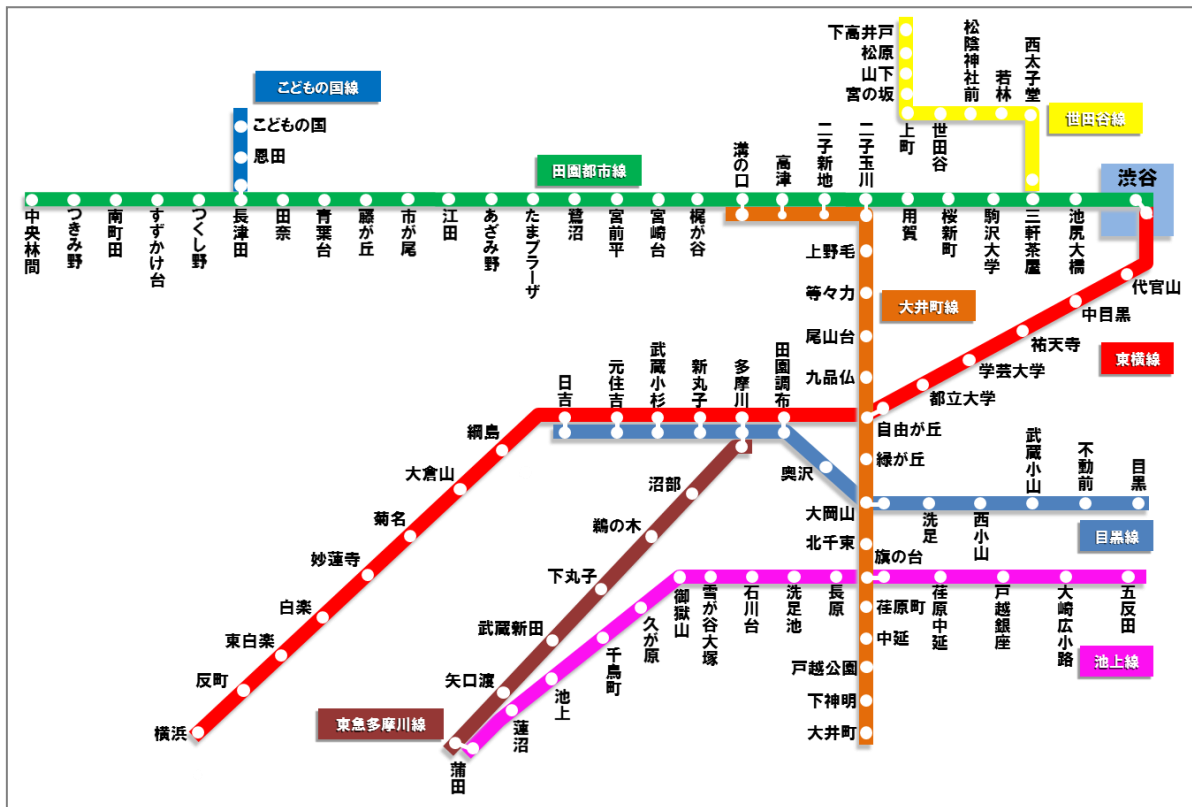 下高井戸
松原
山下
宮の坂
上町
世田谷
松陰神社前
若林
西太子堂
世田谷線
こどもの国線
こどもの国
恩田
田園都市線
溝の口
高津
二子新地
二子玉川
渋谷
中央林間
つきみ野
南町田
すずかけ台
つくし野
長津田
田奈
青葉台
藤が丘
市が尾
江田
あざみ野
たまプラーザ
鷺沼
宮前平
宮崎台
梶が谷
用賀
桜新町
駒沢大学
三軒茶屋
池尻大橋
上野毛
等々力
尾山台
九品仏
大井町線
代官山
中目黒
祐天寺
学芸大学
都立大学
自由が丘
東横線
日吉
元住吉
武蔵小杉
新丸子
多摩川
田園調布
綱島
大倉山
菊名
妙蓮寺
白楽
東白楽
反町
横浜
緑が丘
奥沢
大岡山
洗足
西小山
武蔵小山
不動前
目黒
目黒線
北千束
旗の台
沼部
鵜の木
下丸子
武蔵新田
矢口渡
東急多摩川線
蒲田
蓮沼
池上
千鳥町
久が原
御嶽山
雪が谷大塚
石川台
洗足池
長原
荏原中延
戸越銀座
大崎広小路
五反田
池上線
荏原町
中延
戸越公園
下神明
大井町